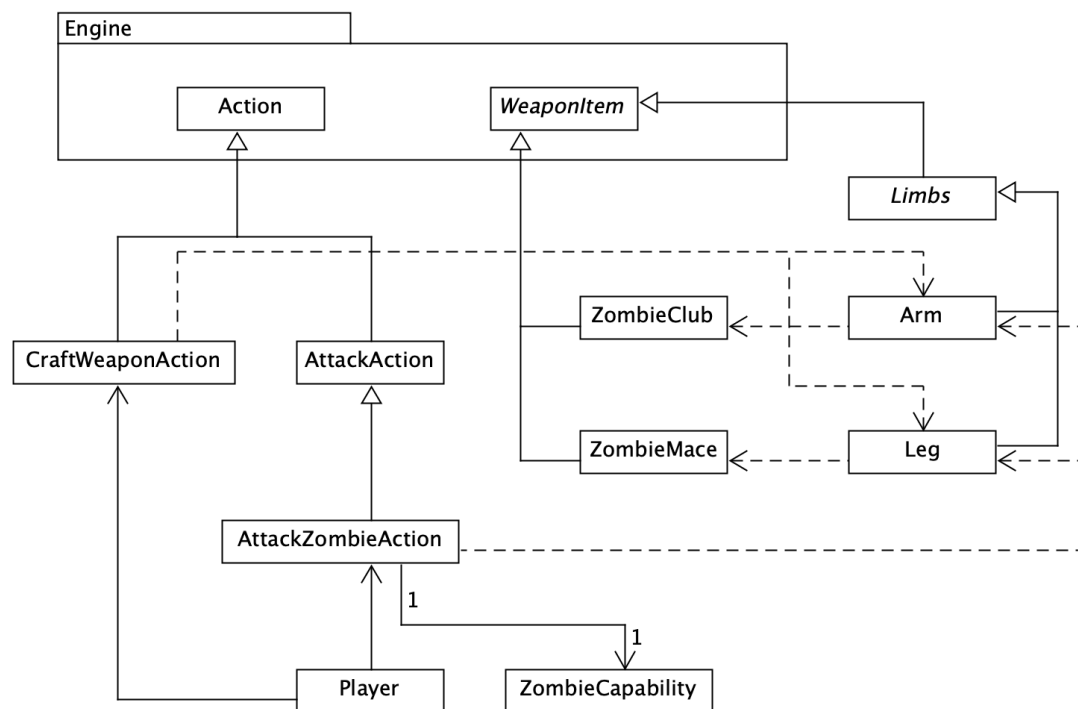 Engine
Action
WeaponItem
Limbs
ZombieClub
Arm
CraftWeaponAction
AttackAction
ZombieMace
Leg
AttackZombieAction
1
1
Player
ZombieCapability